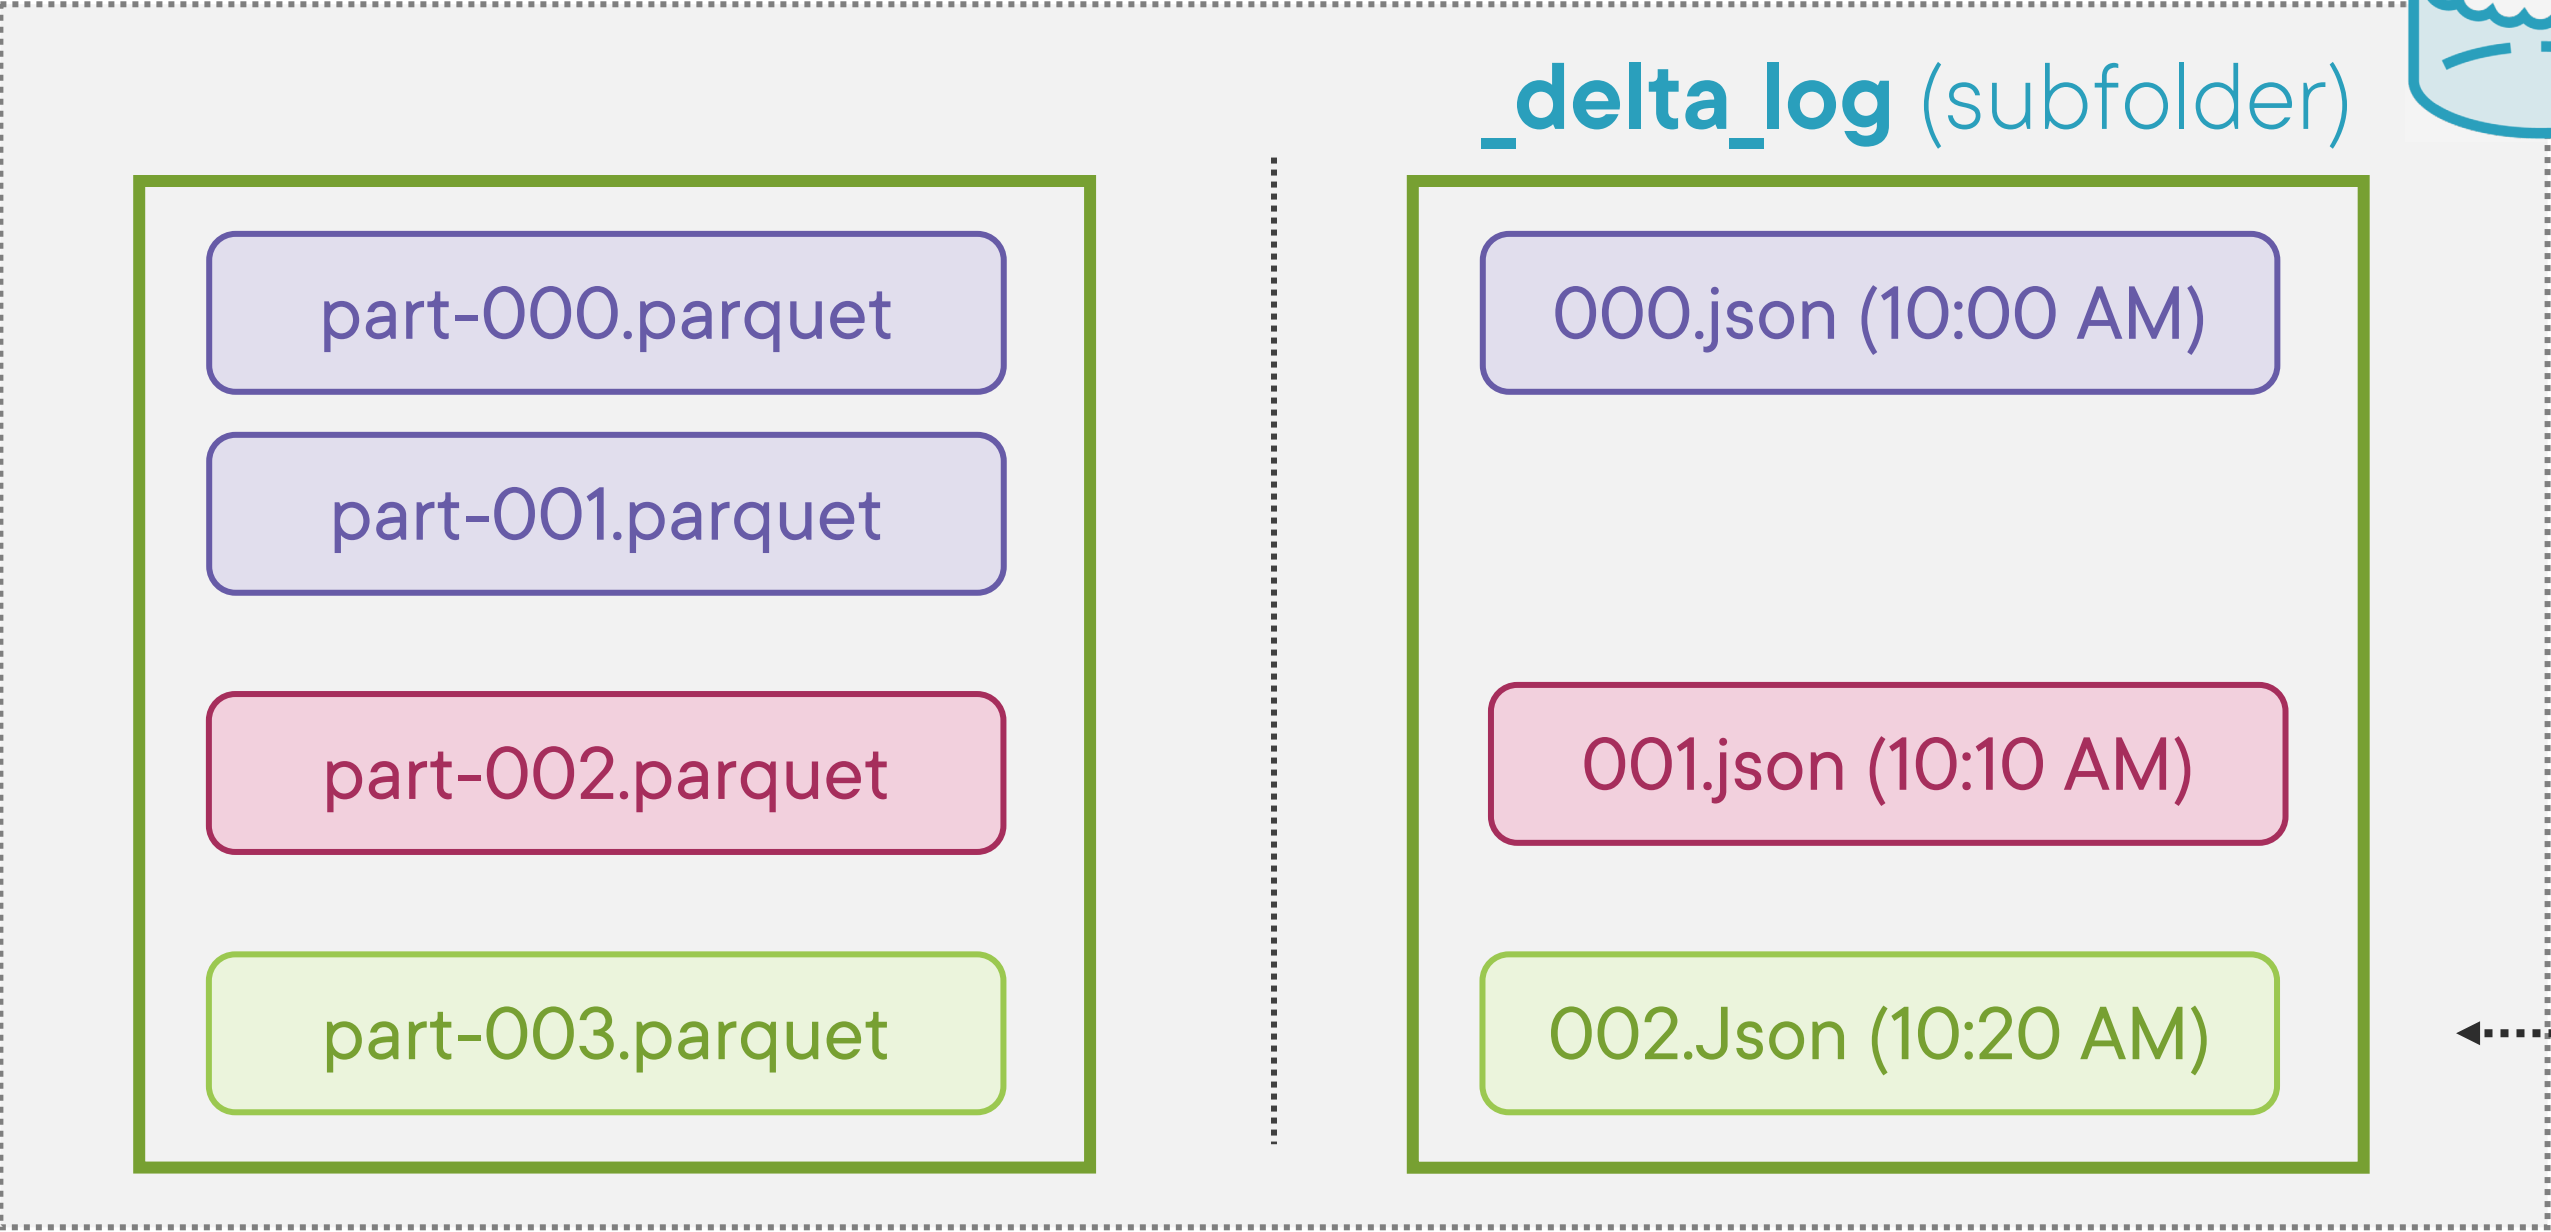 _delta_log (subfolder)
part-000.parquet
part-001.parquet
part-002.parquet
part-003.parquet
000.json (10:00 AM)
001.json (10:10 AM)
002.Json (10:20 AM)